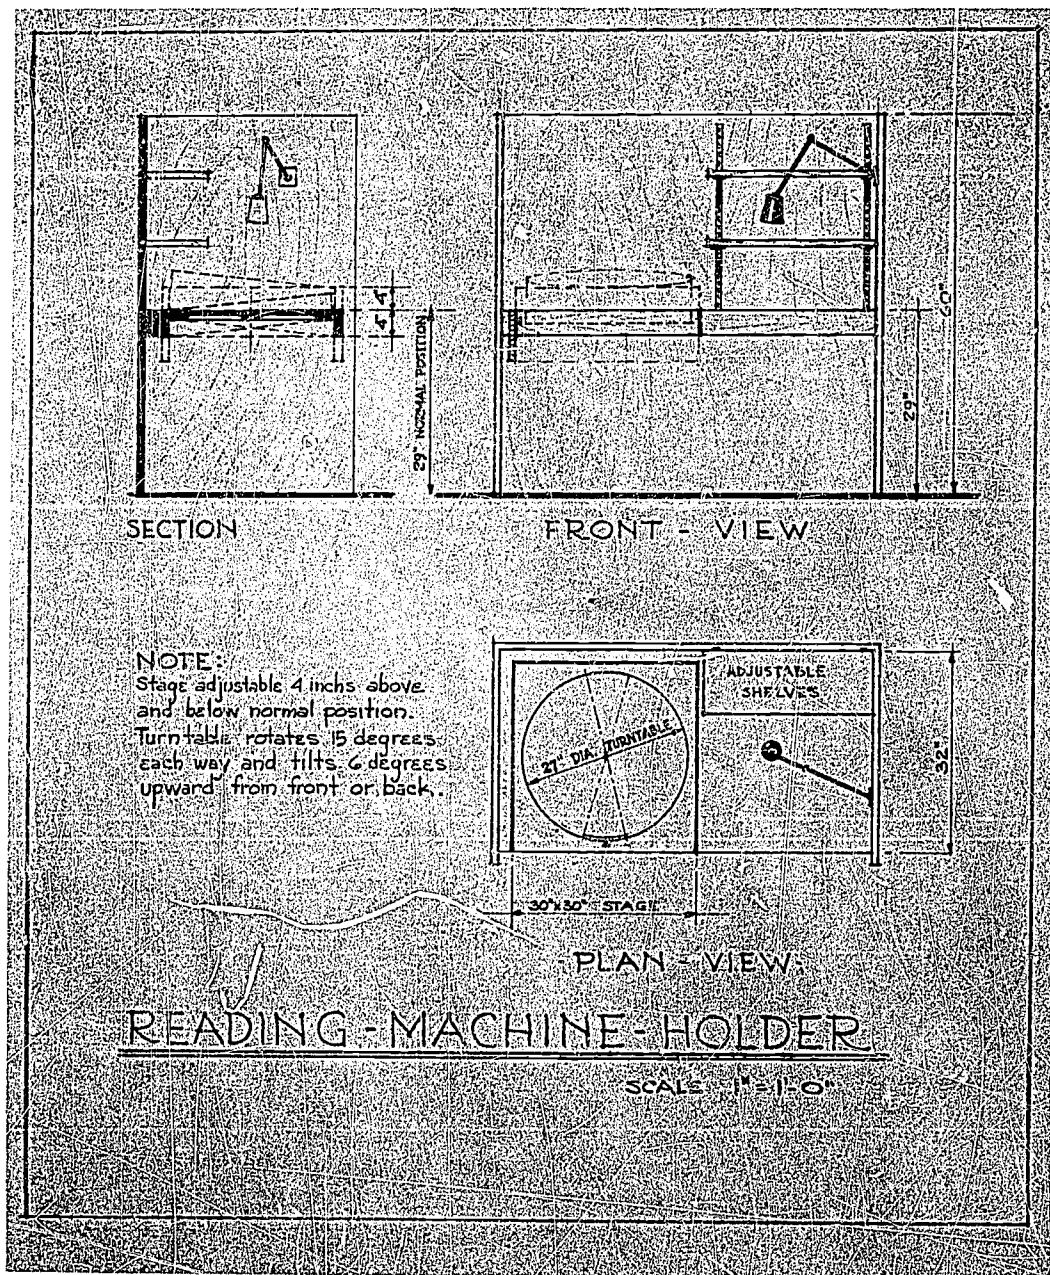 4"
4"
29" NORMAL POSITION
60"
29"
SECTION
FRONT - VIEW
NOTE:
Stage adjustable 4 inchs above
and below normal position.
Turntable rotates 15 degrees
each way and tilts 6 degrees
upward from front or back.
ADJUSTABLE
SHELVES
27" DIA. TURNTABLE
32"
30"x30" STAGE
- PLAN - VIEW -
READING - MACHINE - HOLDER
SCALE 1" = 1'-0"